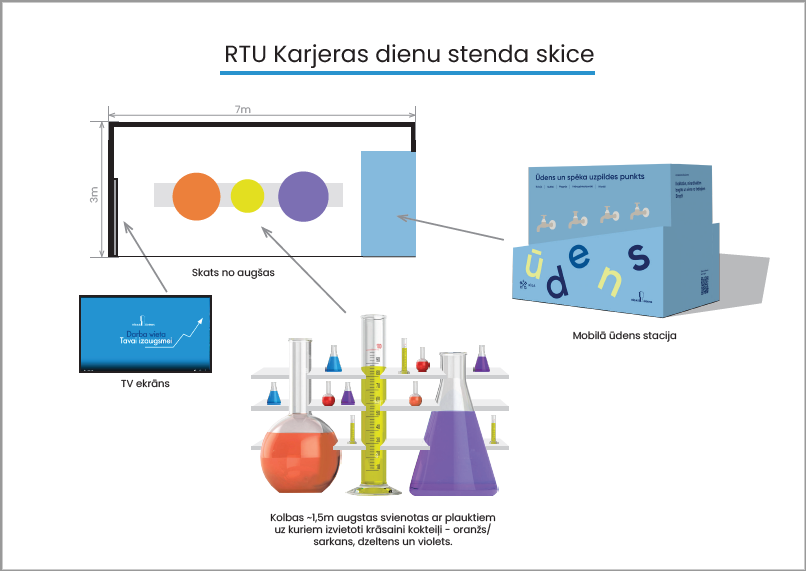 RTU Karjeras dienu stenda skice
7m
3m
Skats no augšas
Ūdens un spēka uzpildes punkts
ūdens
Mobilā ūdens stacija
Darba vieta
Tavai izaugsmei
TV ekrāns
Kolbas ~1,5m augstas svienotas ar plauktiem
uz kuriem izvietoti krāsaini kokteiļi - oranžs/
sarkans, dzeltens un violets.